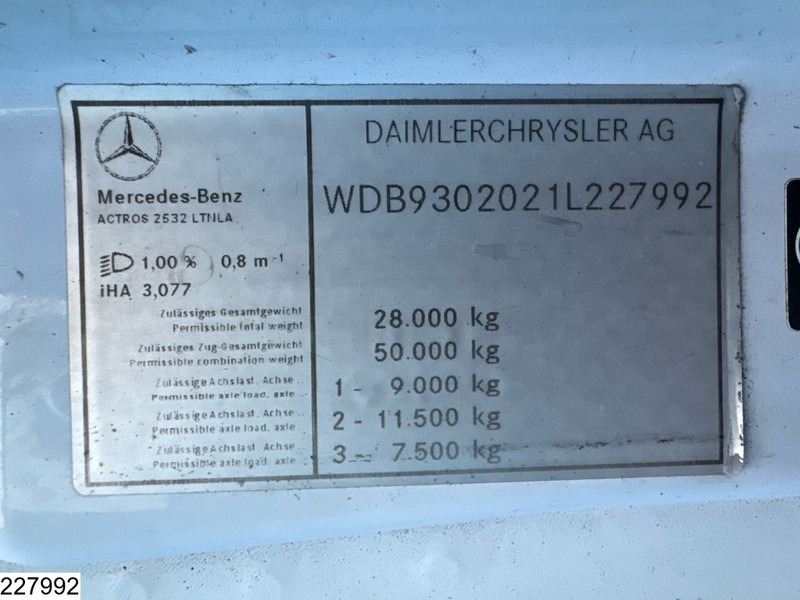 DAIMLERCHRYSLER AG
WDB9302021L227992
Mercedes-Benz
ACTROS 2532 LTNLA
1,00 % 0,8 m-1
iHA 3,077
Zulässiges Gesamtgewicht
Permissible total weight
28.000 kg
Zulässiges Zug-Gesamtgewicht
Permissible combination weight
50.000 kg
Zulässige Achslast, Achse ..
Permissible axle load, axle ..
1 - 9.000 kg
Zulässige Achslast, Achse ..
Permissible axle load, axle
2 - 11.500 kg
Zulässige Achslast, Achse ..
Permissible axle load, axle ..
3 - 7.500 kg
227992